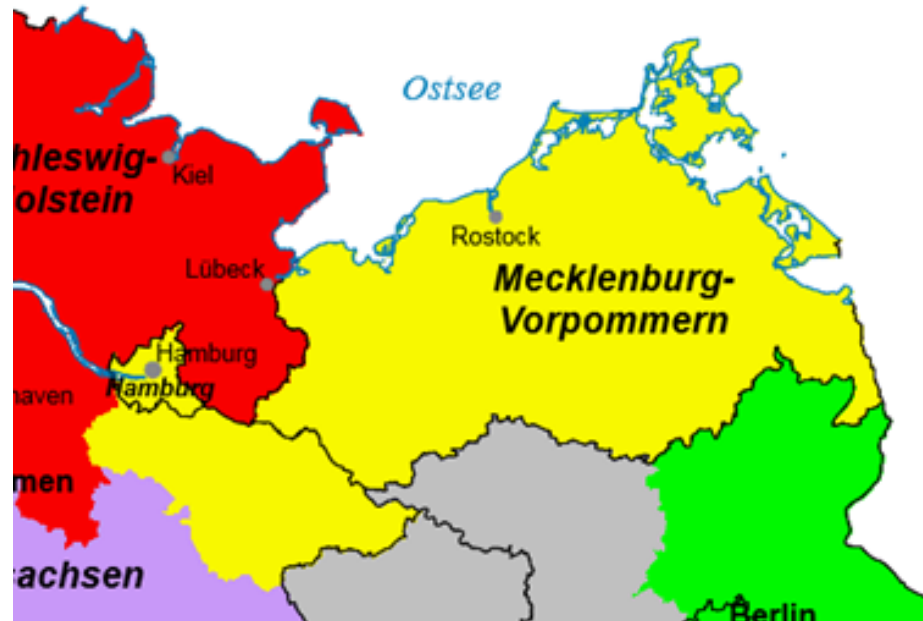 Ostsee
hleswig-
olstein
Kiel
Rostock
Lübeck
Mecklenburg-
Vorpommern
Hamburg
Hamburg
haven
men
achsen
Berlin